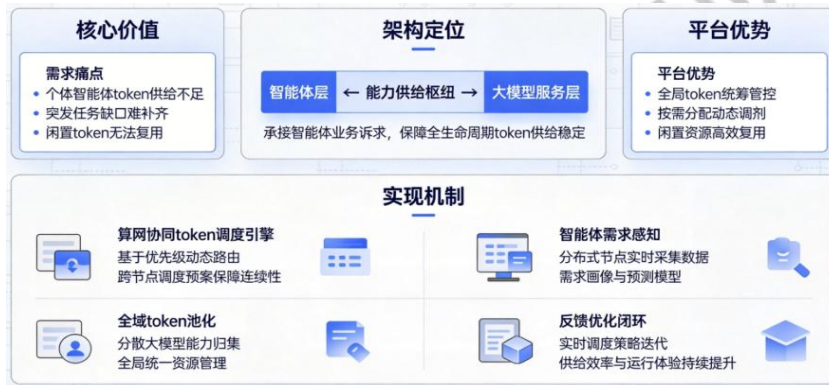 核心价值
需求痛点
• 个体智能体token供给不足
• 突发任务缺口难补齐
• 闲置token无法复用
架构定位
智能体层 ← 能力供给枢纽 → 大模型服务层
承接智能体业务诉求，保障全生命周期token供给稳定
平台优势
平台优势
• 全局token统筹管控
• 按需分配动态调剂
• 闲置资源高效复用
实现机制
算网协同token调度引擎
基于优先级动态路由
跨节点调度预案保障连续性
智能体需求感知
分布式节点实时采集数据
需求画像与预测模型
全域token池化
分散大模型能力归集
全局统一资源管理
反馈优化闭环
实时调度策略迭代
供给效率与运行体验持续提升